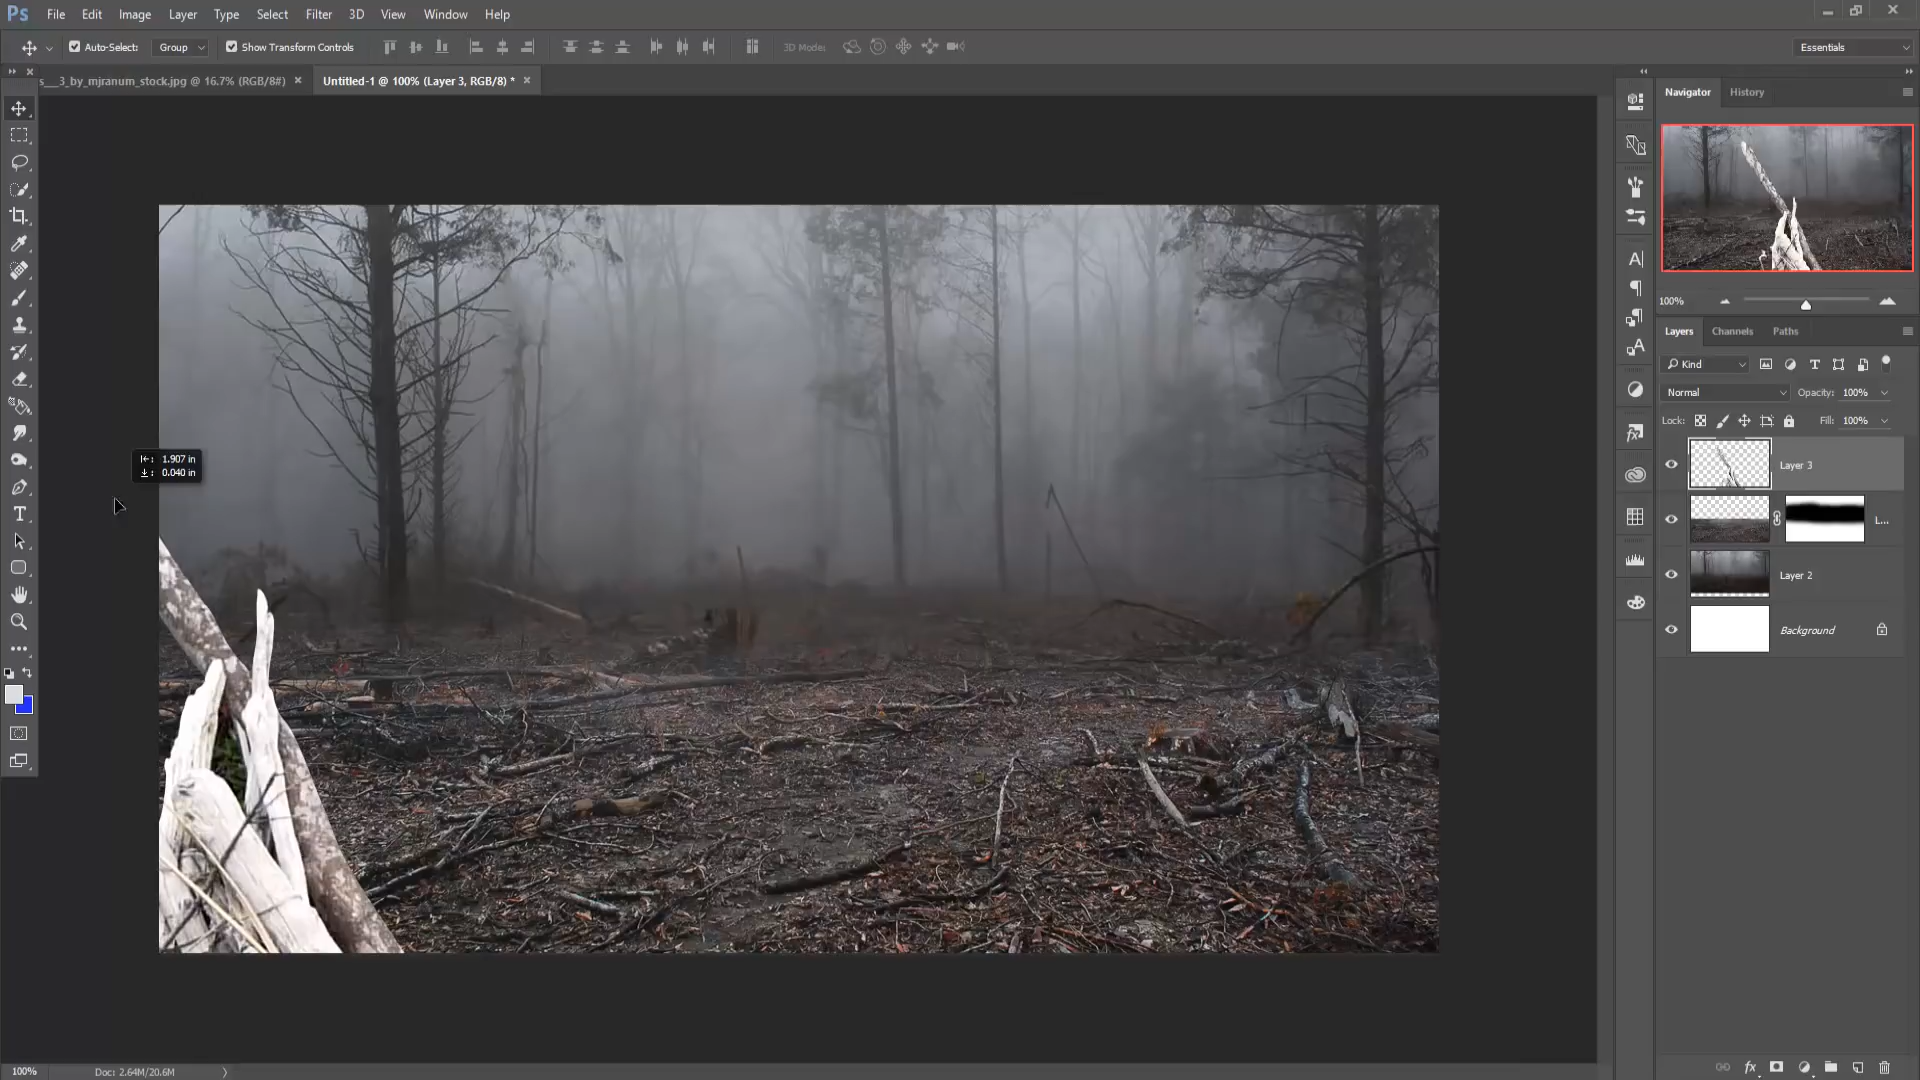 Ps File Edit Image Layer Type Select Filter 3D View Window Help
Auto-Select: Group Show Transform Controls 3D Mode: Essentials
s__3_by_mjranum_stock.jpg @ 16.7% (RGB/8#) × Untitled-1 @ 100% (Layer 3, RGB/8) * ×
Navigator History
100%
Layers Channels Paths
Kind
Normal Opacity: 100%
Lock: Fill: 100%
Layer 3
L...
Layer 2
Background
1.907 in
0.040 in
100% Doc: 2.64M/20.6M